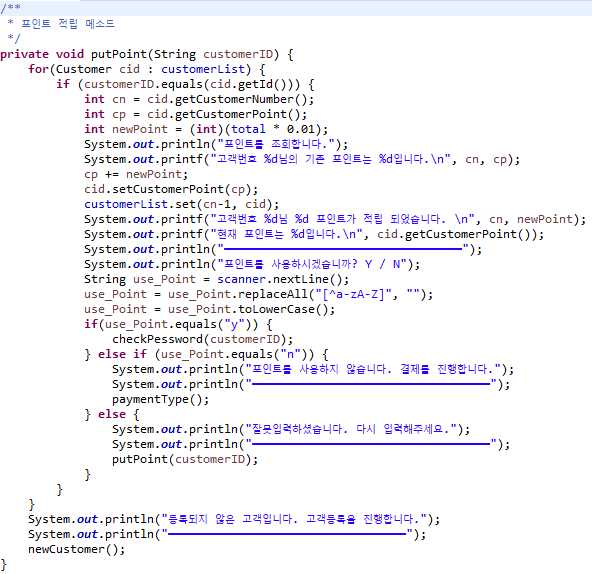 /**
 * 포인트 적립 메소드
 */
private void putPoint(String customerID) {
    for(Customer cid : customerList) {
        if (customerID.equals(cid.getId())) {
            int cn = cid.getCustomerNumber();
            int cp = cid.getCustomerPoint();
            int newPoint = (int)(total * 0.01);
            System.out.println("포인트를 조회합니다.");
            System.out.printf("고객번호 %d님의 기존 포인트는 %d입니다.\n", cn, cp);
            cp += newPoint;
            cid.setCustomerPoint(cp);
            customerList.set(cn-1, cid);
            System.out.printf("고객번호 %d님 %d 포인트가 적립 되었습니다. \n", cn, newPoint);
            System.out.printf("현재 포인트는 %d입니다.\n", cid.getCustomerPoint());
            System.out.println("━━━━━━━━━━━━━━━━━━━━");
            System.out.println("포인트를 사용하시겠습니까? Y / N");
            String use_Point = scanner.nextLine();
            use_Point = use_Point.replaceAll("[^a-zA-Z]", "");
            use_Point = use_Point.toLowerCase();
            if(use_Point.equals("y")) {
                checkPessword(customerID);
            } else if (use_Point.equals("n")) {
                System.out.println("포인트를 사용하지 않습니다. 결제를 진행합니다.");
                System.out.println("━━━━━━━━━━━━━━━━━━━━");
                paymentType();
            } else {
                System.out.println("잘못입력하셨습니다. 다시 입력해주세요.");
                System.out.println("━━━━━━━━━━━━━━━━━━━━");
                putPoint(customerID);
            }
        }
    }
    System.out.println("등록되지 않은 고객입니다. 고객등록을 진행합니다.");
    System.out.println("━━━━━━━━━━━━━━━━━━━━");
    newCustomer();
}